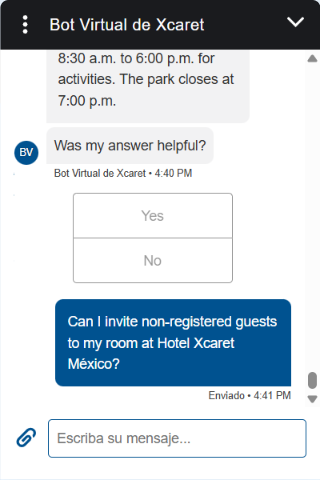 Bot Virtual de Xcaret
8:30 a.m. to 6:00 p.m. for
activities. The park closes at
7:00 p.m.
Was my answer helpful?
BV
Bot Virtual de Xcaret • 4:40 PM
Yes
No
Can I invite non-registered guests
to my room at Hotel Xcaret
México?
Enviado • 4:41 PM
Escriba su mensaje...